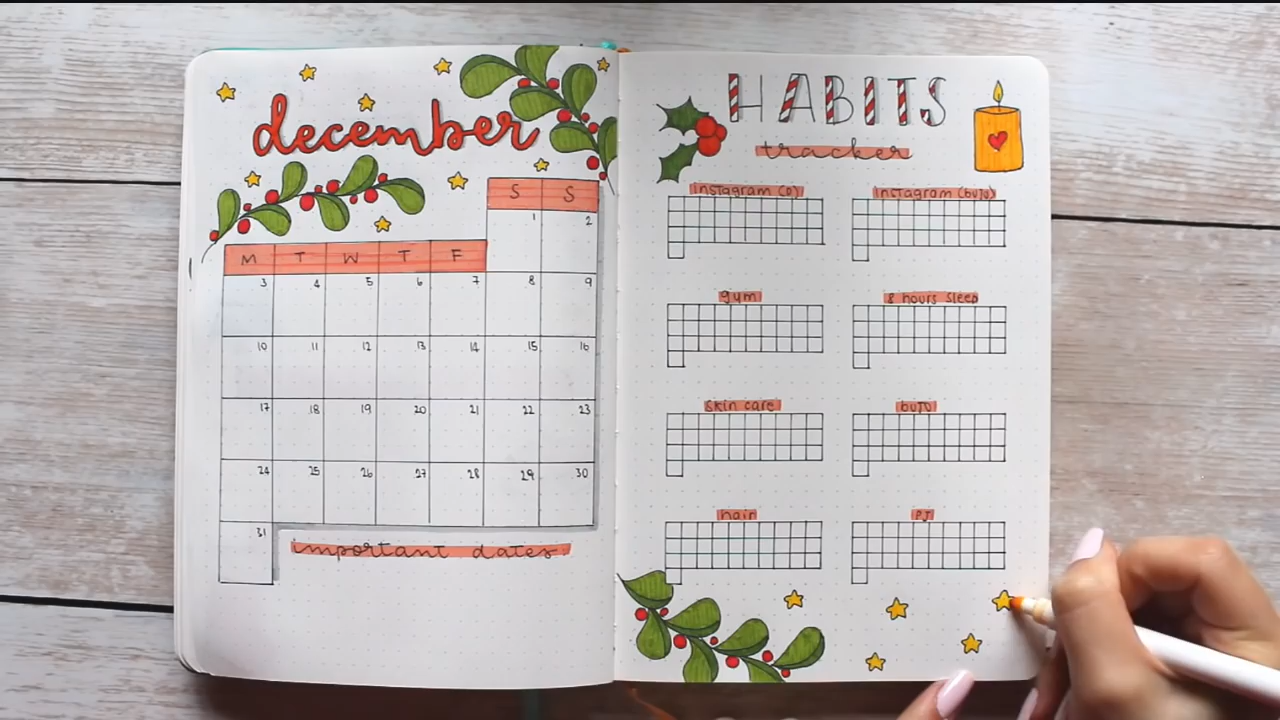 december
S S
1 2
M T W T F
3 4 5 6 7 8 9
10 11 12 13 14 15 16
17 18 19 20 21 22 23
24 25 26 27 28 29 30
31
important dates
HABITS
tracker
instagram (P) instagram (bujo)
gym 8 hours sleep
skin care bujo
hair PJ